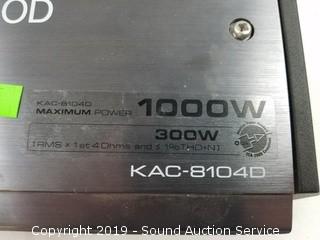 OD
KAC-8104D
MAXIMUM POWER 1000W
300W
[RMS × 1 at 4 Ohms and ≤ 1% THD+N]
KAC-8104D
Copyright 2019 - Sound Auction Service